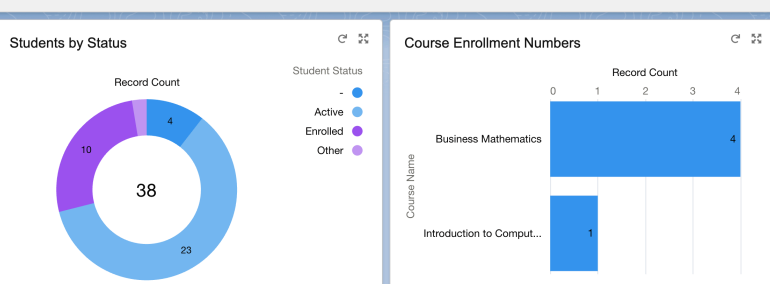 Students by Status
Record Count
Student Status
-
Active
Enrolled
Other
4
10
38
23
Course Enrollment Numbers
Record Count
0 1 2 3 4
Course Name
Business Mathematics
4
Introduction to Comput...
1